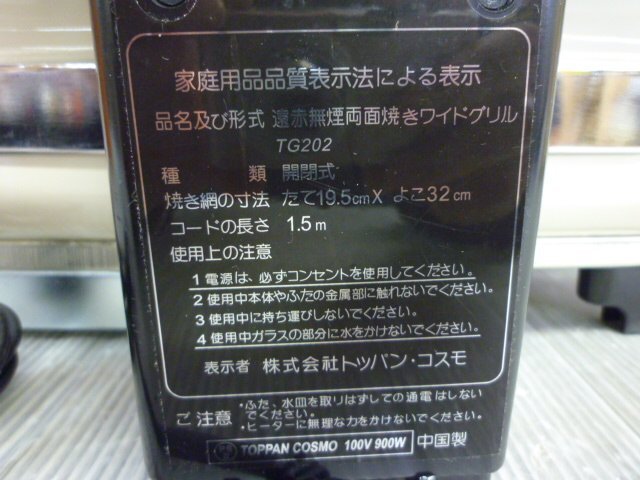 家庭用品品質表示法による表示
品名及び形式 遠赤無煙両面焼きワイドグリル
TG202
種 類 開閉式
焼き網の寸法 たて19.5cm X よこ32cm
コードの長さ 1.5m
使用上の注意
1 電源は、必ずコンセントを使用してください。
2 使用中本体やふたの金属部に触れないでください。
3 使用中に持ち運びしないでください。
4 使用中ガラスの部分に水をかけないでください。
表示者 株式会社トッパン・コスモ
ご注意 ・ふた、水皿を取りはずしての通電はしないでください。
・ヒーターに無理な力をかけないでください。
TOPPAN COSMO 100V 900W 中国製